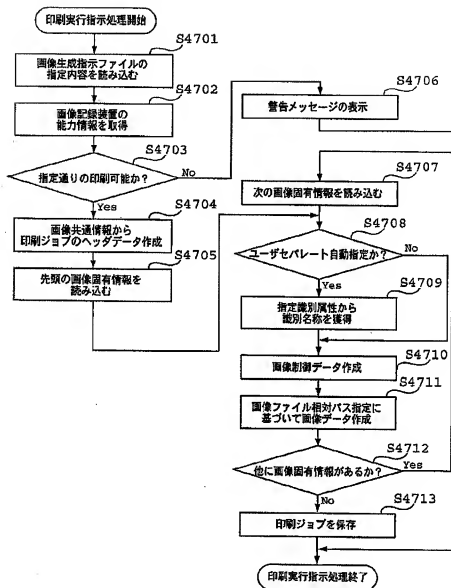 印刷実行指示処理開始
S4701
画像生成指示ファイルの
指定内容を読み込む
S4702
画像記録装置の
能力情報を取得
S4703
指定通りの印刷可能か?
No
Yes
S4704
画像共通情報から
印刷ジョブのヘッダデータ作成
S4705
先頭の画像固有情報を
読み込む
S4706
警告メッセージの表示
S4707
次の画像固有情報を読み込む
S4708
ユーザセパレート自動指定か?
No
Yes
S4709
指定識別属性から
識別名称を獲得
S4710
画像制御データ作成
S4711
画像ファイル相対パス指定に
基づいて画像データ作成
S4712
他に画像固有情報があるか?
Yes
No
S4713
印刷ジョブを保存
印刷実行指示処理終了